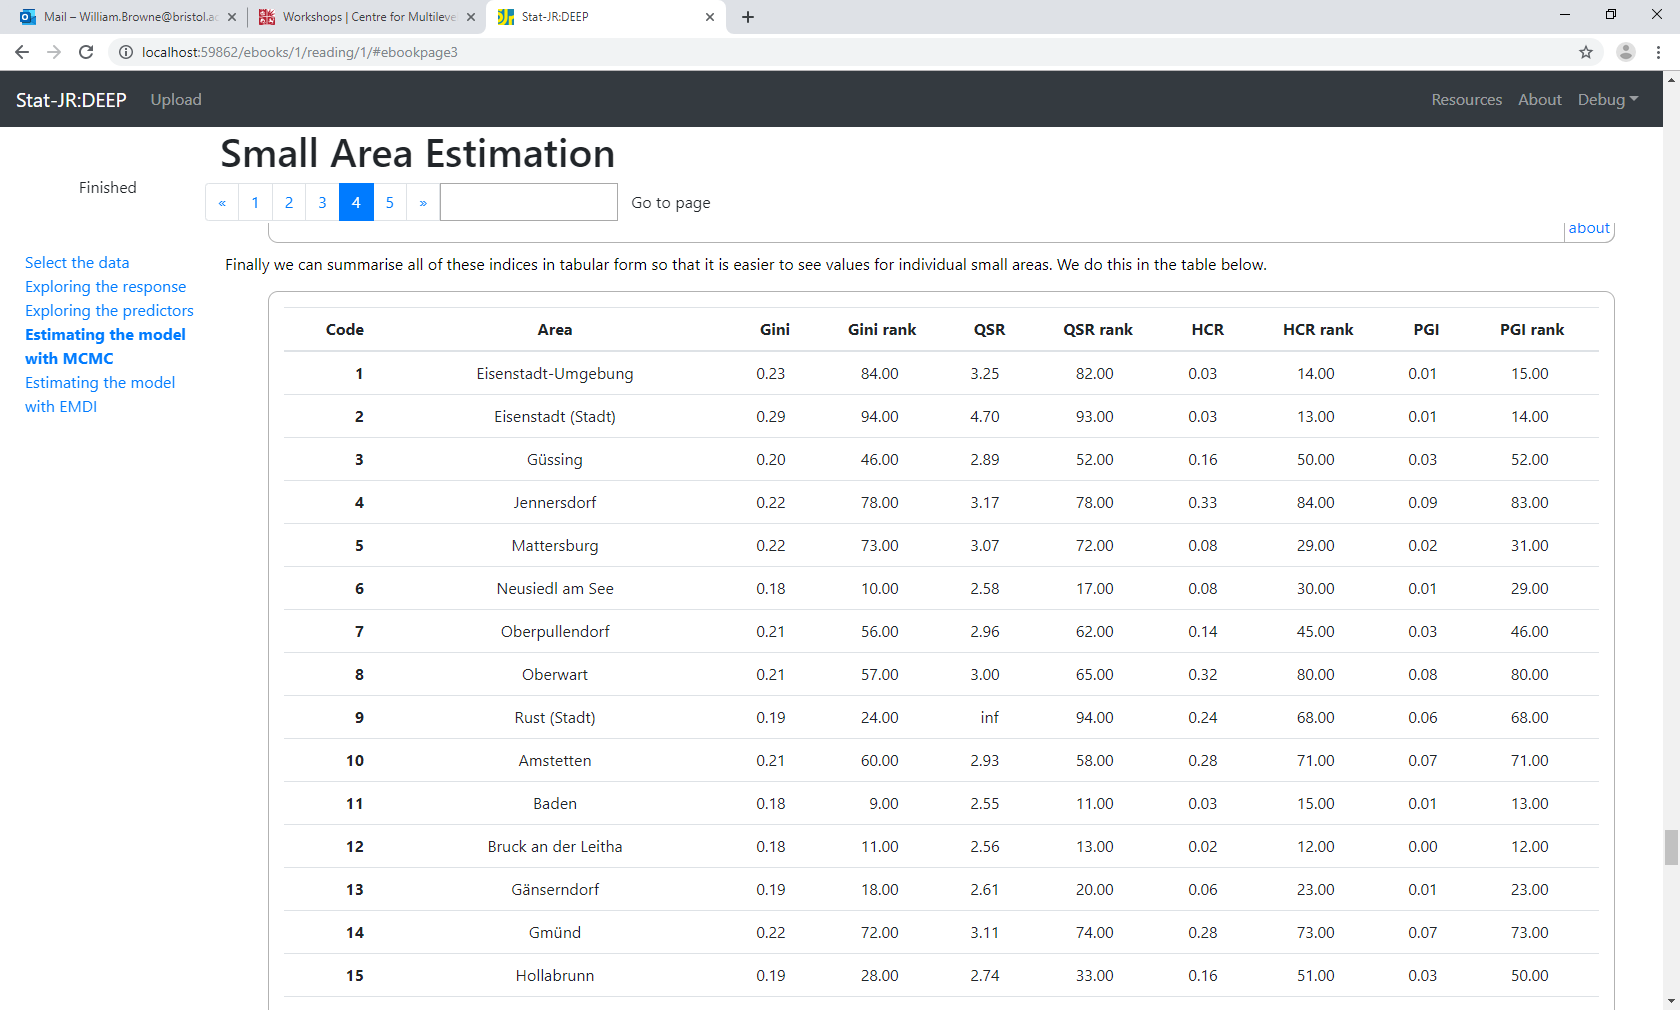 Mail – William.Browne@bristol.ac
Workshops | Centre for Multileve
Stat-JR:DEEP
localhost:59862/ebooks/1/reading/1/#ebookpage3
Stat-JR:DEEP Upload Resources About Debug
Small Area Estimation
Finished
« 1 2 3 4 5 » Go to page
about
Select the data
Exploring the response
Exploring the predictors
Estimating the model
with MCMC
Estimating the model
with EMDI
Finally we can summarise all of these indices in tabular form so that it is easier to see values for individual small areas. We do this in the table below.
Code Area Gini Gini rank QSR QSR rank HCR HCR rank PGI PGI rank
1 Eisenstadt-Umgebung 0.23 84.00 3.25 82.00 0.03 14.00 0.01 15.00
2 Eisenstadt (Stadt) 0.29 94.00 4.70 93.00 0.03 13.00 0.01 14.00
3 Güssing 0.20 46.00 2.89 52.00 0.16 50.00 0.03 52.00
4 Jennersdorf 0.22 78.00 3.17 78.00 0.33 84.00 0.09 83.00
5 Mattersburg 0.22 73.00 3.07 72.00 0.08 29.00 0.02 31.00
6 Neusiedl am See 0.18 10.00 2.58 17.00 0.08 30.00 0.01 29.00
7 Oberpullendorf 0.21 56.00 2.96 62.00 0.14 45.00 0.03 46.00
8 Oberwart 0.21 57.00 3.00 65.00 0.32 80.00 0.08 80.00
9 Rust (Stadt) 0.19 24.00 inf 94.00 0.24 68.00 0.06 68.00
10 Amstetten 0.21 60.00 2.93 58.00 0.28 71.00 0.07 71.00
11 Baden 0.18 9.00 2.55 11.00 0.03 15.00 0.01 13.00
12 Bruck an der Leitha 0.18 11.00 2.56 13.00 0.02 12.00 0.00 12.00
13 Gänserndorf 0.19 18.00 2.61 20.00 0.06 23.00 0.01 23.00
14 Gmünd 0.22 72.00 3.11 74.00 0.28 73.00 0.07 73.00
15 Hollabrunn 0.19 28.00 2.74 33.00 0.16 51.00 0.03 50.00